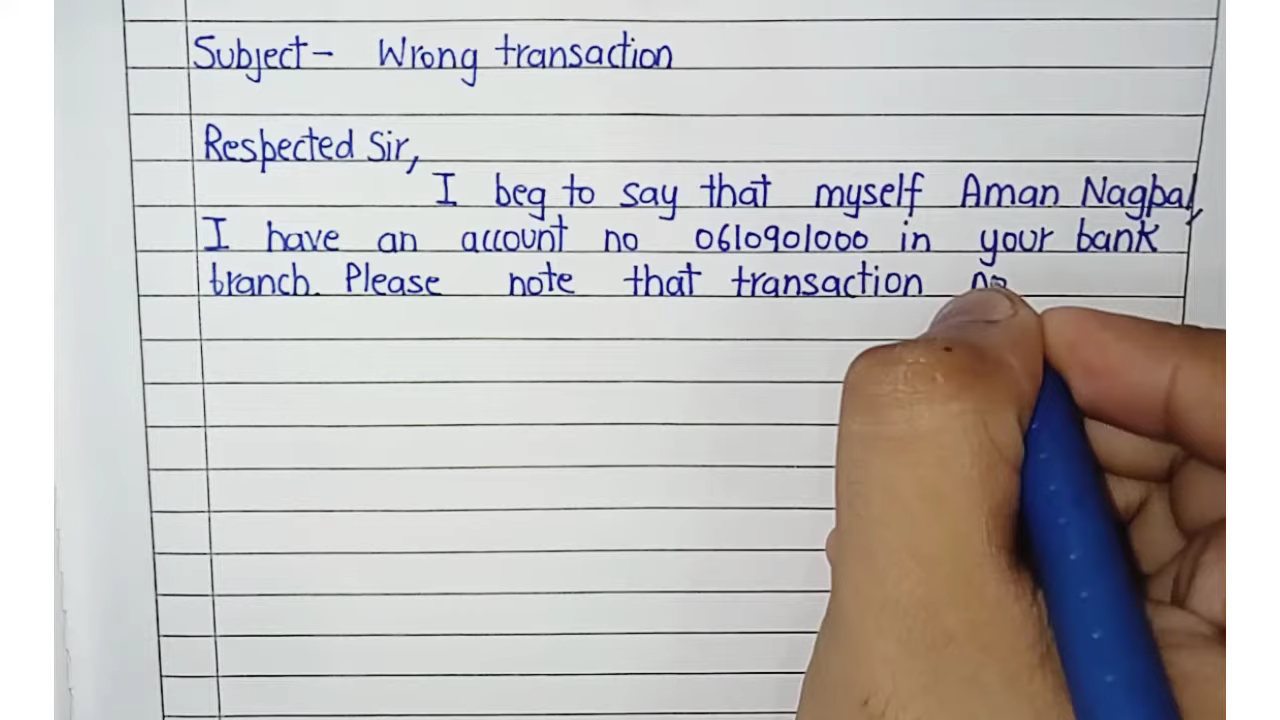 Subject- Wrong transaction
Respected Sir,
I beg to say that myself Aman Nagpal,
I have an account no 0610901000 in your bank
branch. Please note that transaction no